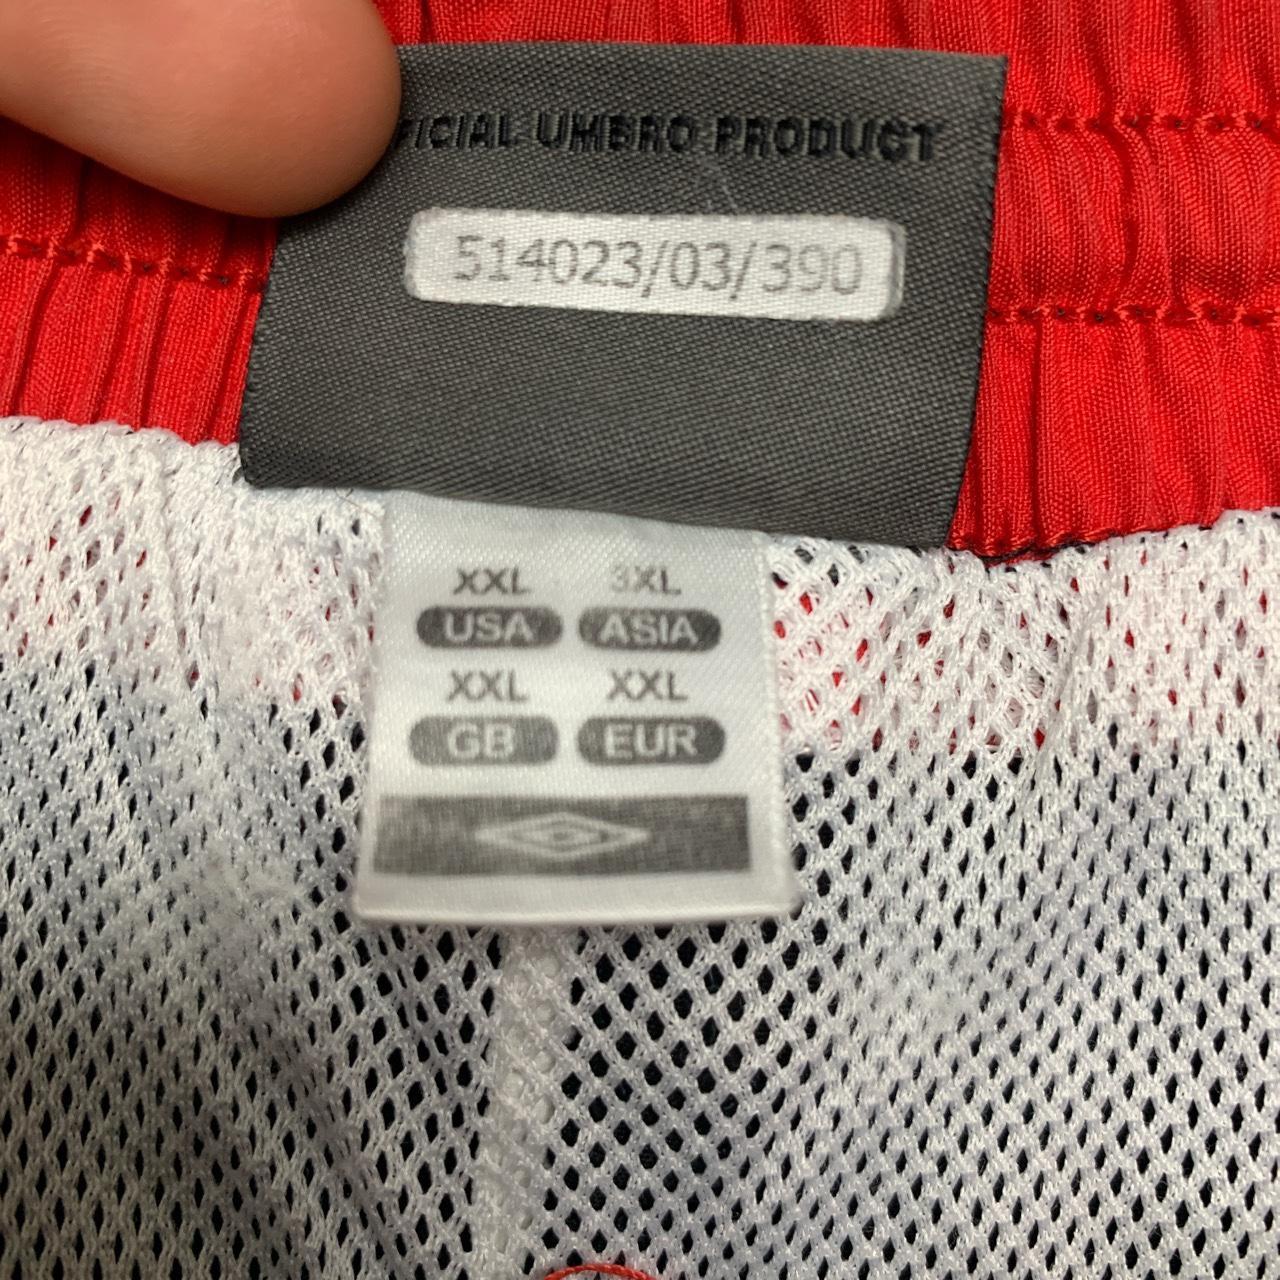 FICIAL UMBRO PRODUCT
514023/03/390
XXL 3XL
USA ASIA
XXL XXL
GB EUR